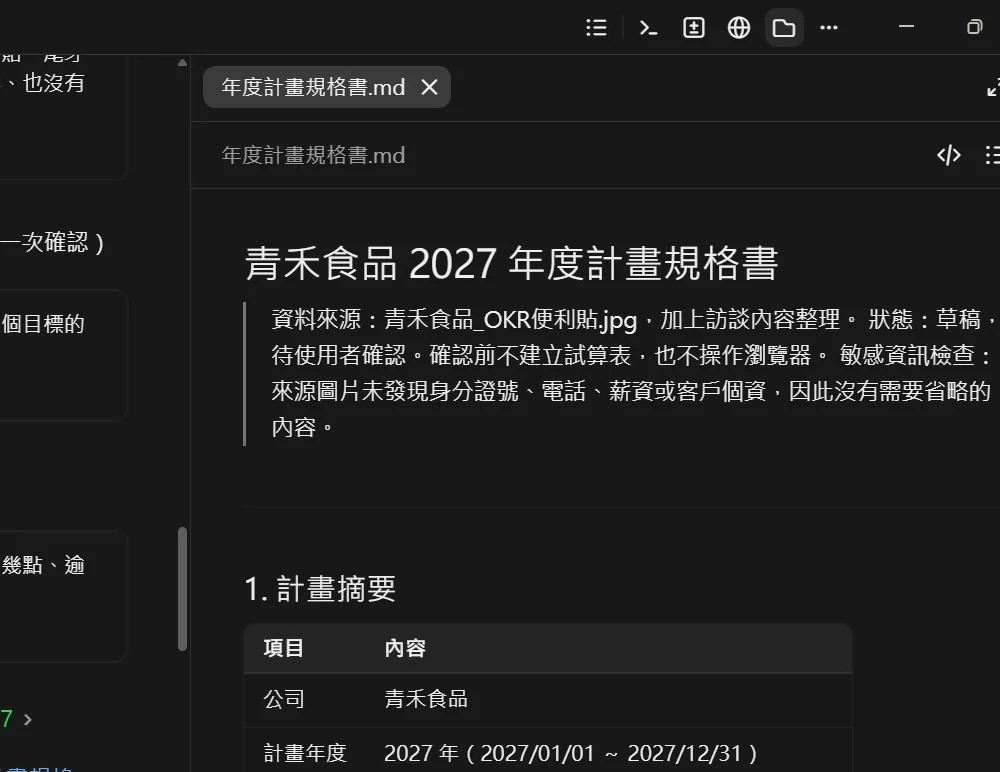 、也沒有
一次確認）
個目標的
幾點、逾
7
年度計畫規格書.md
年度計畫規格書.md
青禾食品 2027 年度計畫規格書
資料來源：青禾食品_OKR便利貼.jpg，加上訪談內容整理。 狀態：草稿，
待使用者確認。確認前不建立試算表，也不操作瀏覽器。 敏感資訊檢查：
來源圖片未發現身分證號、電話、薪資或客戶個資，因此沒有需要省略的
內容。
1. 計畫摘要
項目 內容
公司 青禾食品
計畫年度 2027 年（2027/01/01 ~ 2027/12/31）